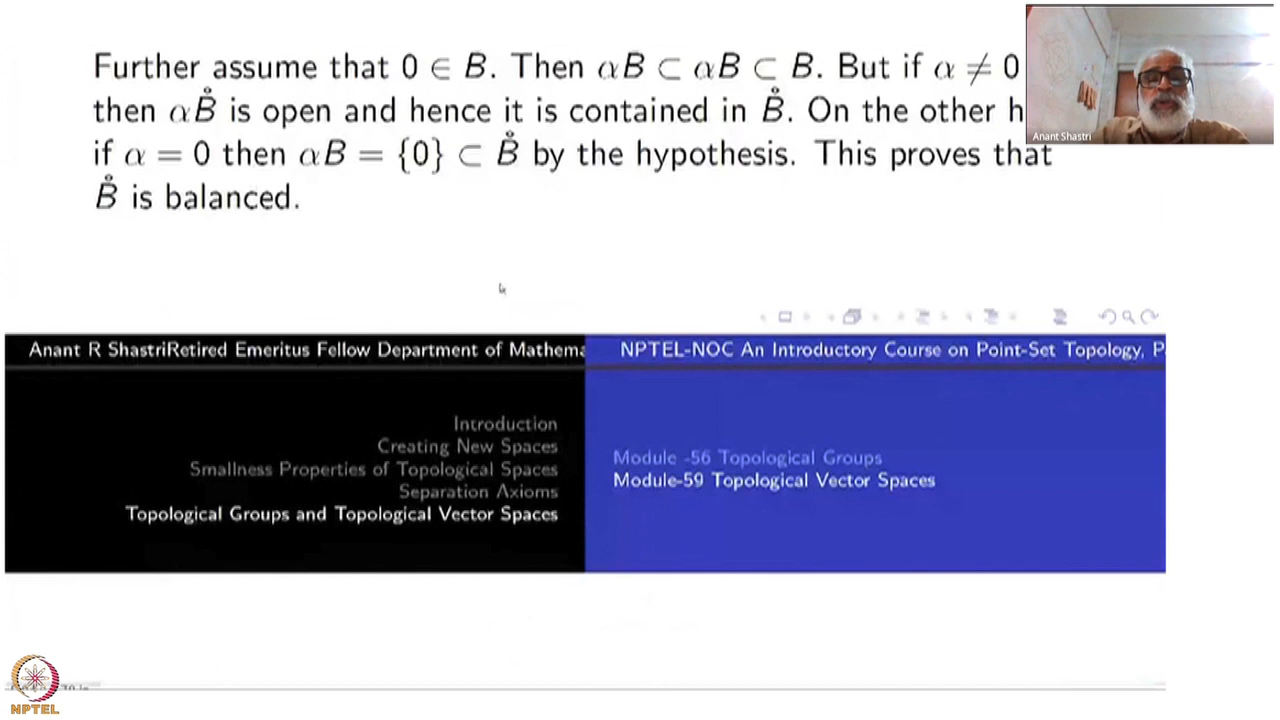 Further assume that 0 ∈ B. Then αB ⊂ αB ⊂ B. But if α ≠ 0
then αB̊ is open and hence it is contained in B̊. On the other h
if α = 0 then αB = {0} ⊂ B̊ by the hypothesis. This proves that
B̊ is balanced.
Anant Shastri
Anant R ShastriRetired Emeritus Fellow Department of Mathema
NPTEL-NOC An Introductory Course on Point-Set Topology, P
Introduction
Creating New Spaces
Smallness Properties of Topological Spaces
Separation Axioms
Topological Groups and Topological Vector Spaces
Module -56 Topological Groups
Module-59 Topological Vector Spaces
NPTEL